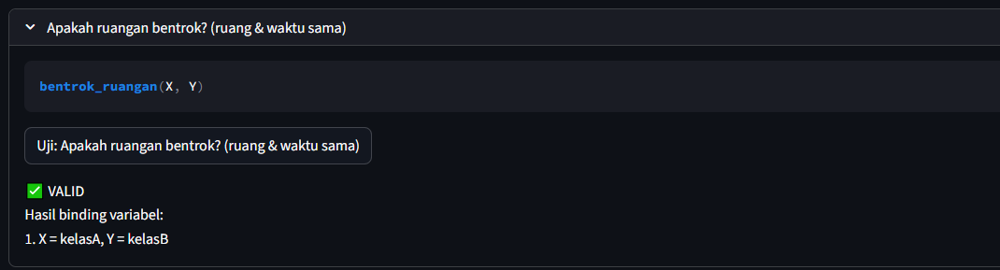 Apakah ruangan bentrok? (ruang & waktu sama)
bentrok_ruangan(X, Y)
Uji: Apakah ruangan bentrok? (ruang & waktu sama)
✅ VALID
Hasil binding variabel:
1. X = kelasA, Y = kelasB